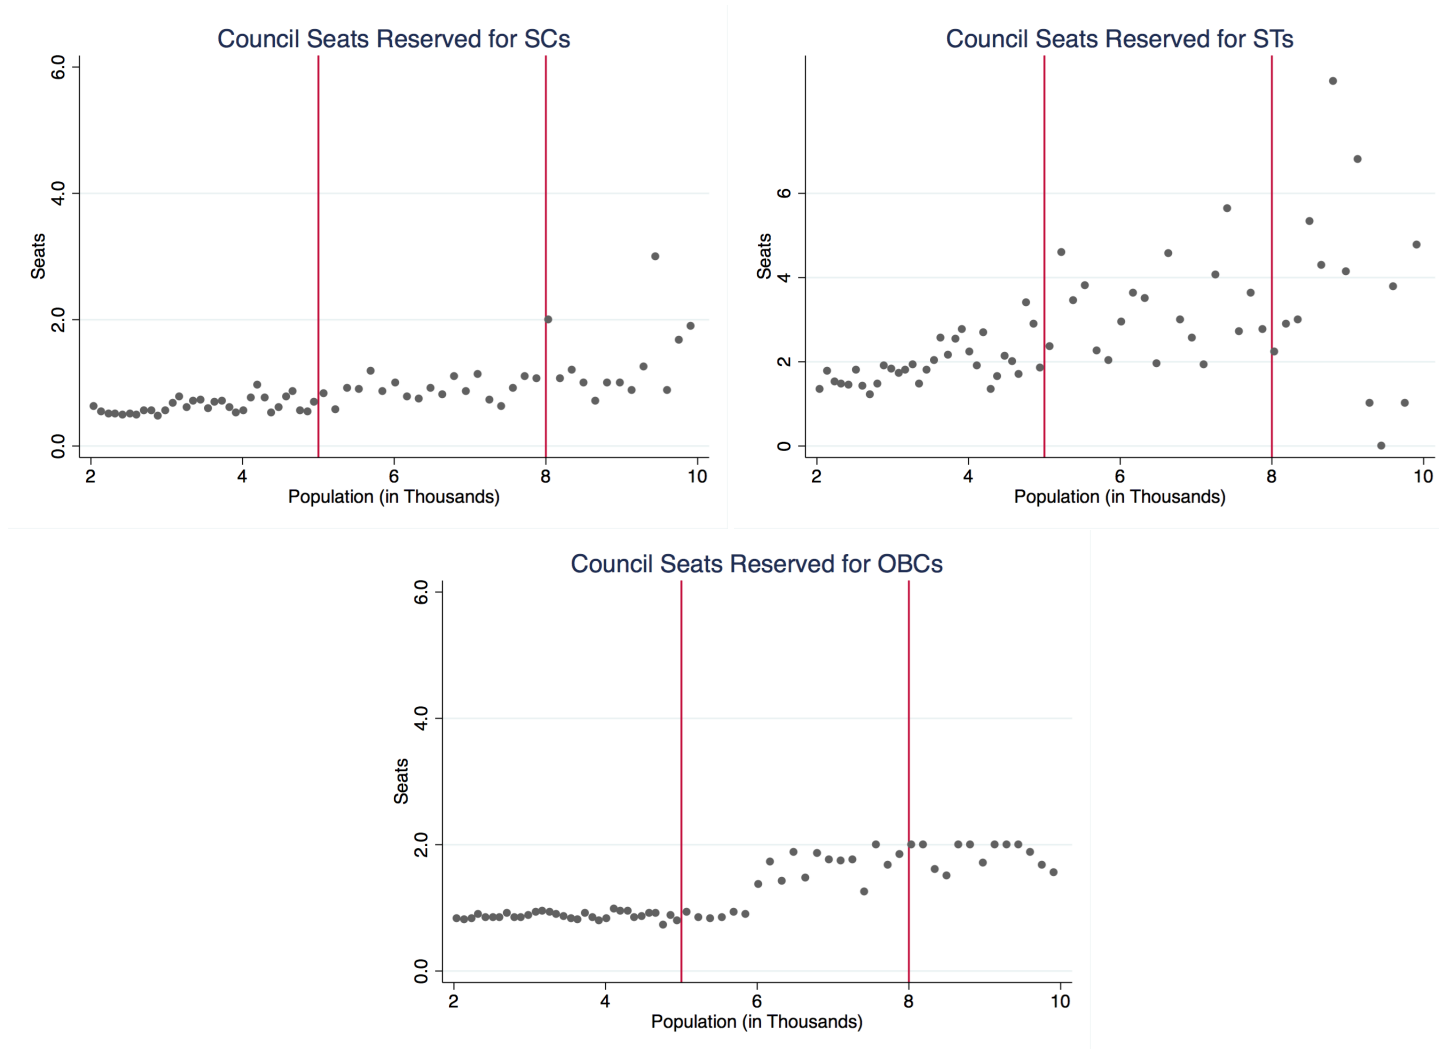 Council Seats Reserved for SCs
6.0
4.0
2.0
0.0
Seats
2 4 6 8 10
Population (in Thousands)
Council Seats Reserved for STs
6
4
2
0
Seats
2 4 6 8 10
Population (in Thousands)
Council Seats Reserved for OBCs
6.0
4.0
2.0
0.0
Seats
2 4 6 8 10
Population (in Thousands)